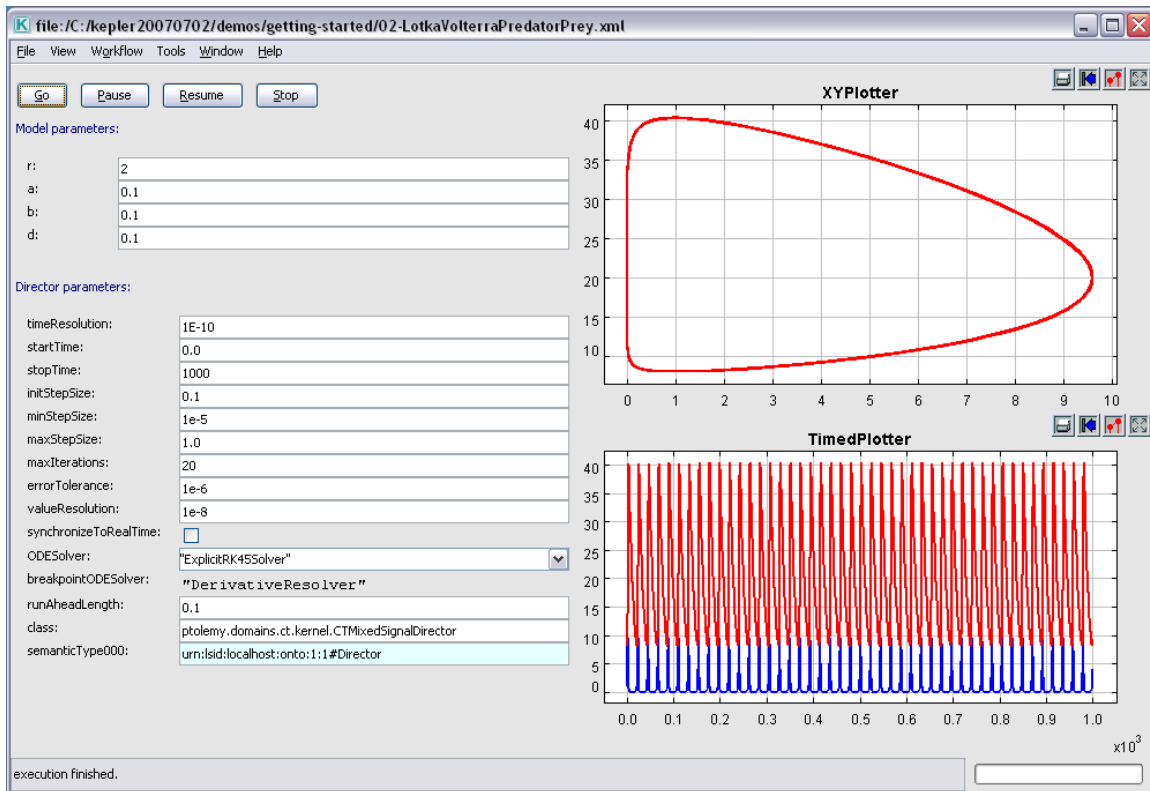 file:/C:/kepler20070702/demos/getting-started/02-LotkaVolterraPredatorPrey.xml
File View Workflow Tools Window Help
Go Pause Resume Stop
Model parameters:
r: 2
a: 0.1
b: 0.1
d: 0.1
Director parameters:
timeResolution: 1E-10
startTime: 0.0
stopTime: 1000
initStepSize: 0.1
minStepSize: 1e-5
maxStepSize: 1.0
maxIterations: 20
errorTolerance: 1e-6
valueResolution: 1e-8
synchronizeToRealTime:
ODESolver: "ExplicitRK45Solver"
breakpointODESolver: "DerivativeResolver"
runAheadLength: 0.1
class: ptolemy.domains.ct.kernel.CTMixedSignalDirector
semanticType000: urn:lsid:localhost:onto:1:1#Director
XYPlotter
40
35
30
25
20
15
10
0 1 2 3 4 5 6 7 8 9 10
TimedPlotter
40
35
30
25
20
15
10
5
0
0.0 0.1 0.2 0.3 0.4 0.5 0.6 0.7 0.8 0.9 1.0
x10³
execution finished.